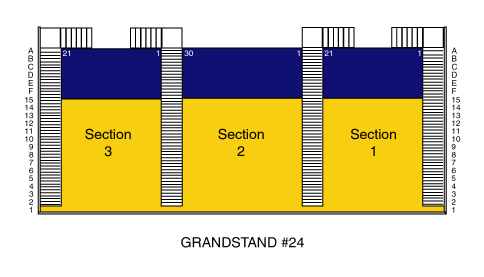 A 21 1 30 1 21 1 A
B B
C C
D D
E E
F F
15 15
14 14
13 13
12 12
11 11
10 Section Section Section 10
9 3 2 1 9
8 8
7 7
6 6
5 5
4 4
3 3
2 2
1 1
GRANDSTAND #24